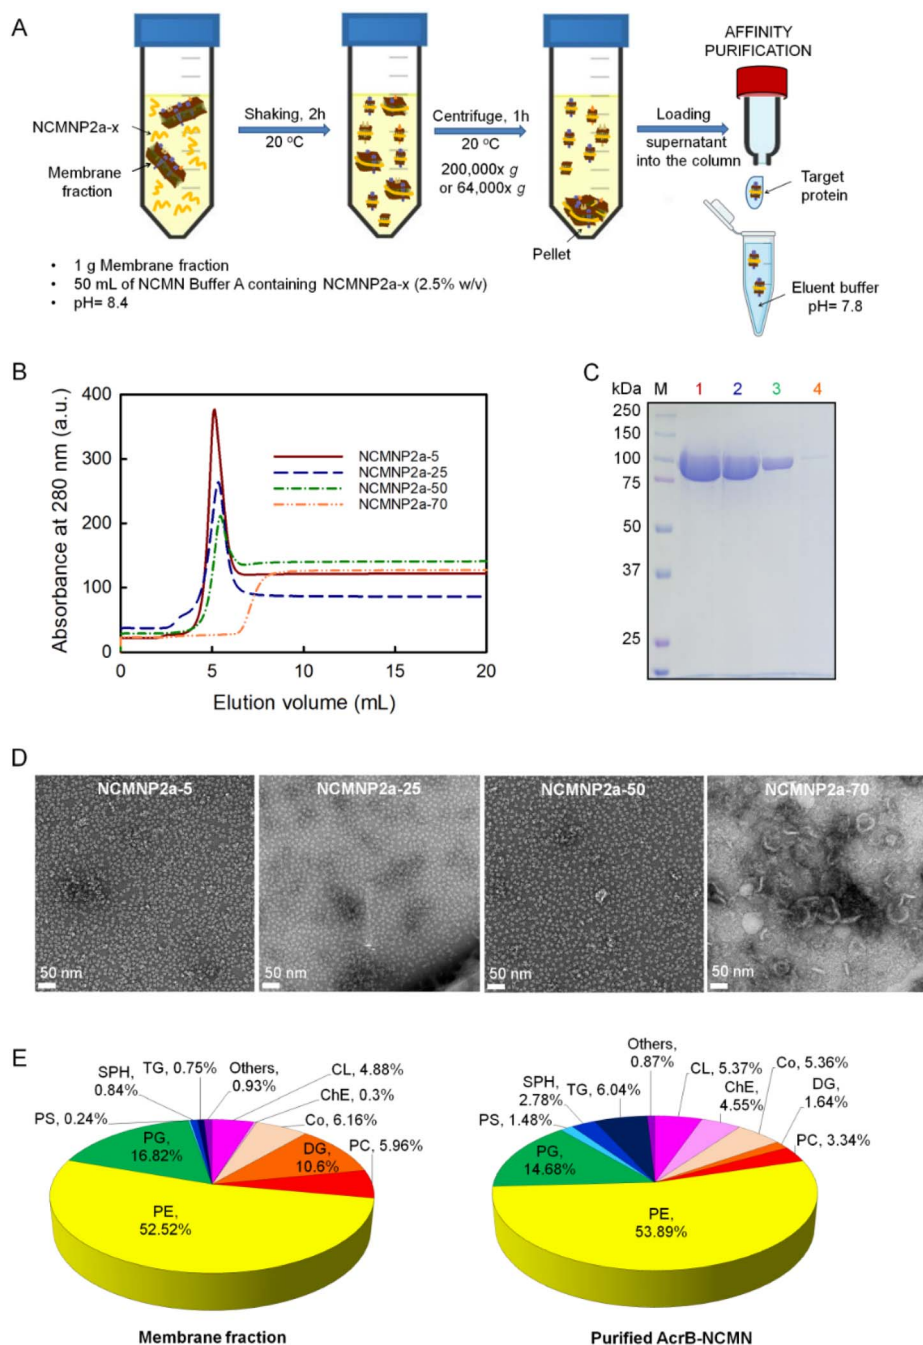 A
AFFINITY
PURIFICATION
NCMNP2a-x
Membrane
fraction
Shaking, 2h
20 °C
Centrifuge, 1h
20 °C
200,000x g
or 64,000x g
Loading
supernatant
into the column
Target
protein
Pellet
Eluent buffer
pH= 7.8
• 1 g Membrane fraction
• 50 mL of NCMN Buffer A containing NCMNP2a-x (2.5% w/v)
• pH= 8.4
B
Absorbance at 280 nm (a.u.)
400
300
200
100
0
0
5
10
15
20
Elution volume (mL)
NCMNP2a-5
NCMNP2a-25
NCMNP2a-50
NCMNP2a-70
C
kDa M 1 2 3 4
250
150
100
75
50
37
25
D
NCMNP2a-5
50 nm
NCMNP2a-25
50 nm
NCMNP2a-50
50 nm
NCMNP2a-70
50 nm
E
PS, 0.24%
SPH,
0.84%
TG, 0.75%
Others,
0.93%
CL, 4.88%
ChE, 0.3%
Co, 6.16%
PC, 5.96%
DG,
10.6%
PG,
16.82%
PE,
52.52%
Membrane fraction
PS, 1.48%
SPH,
2.78%
TG, 6.04%
Others,
0.87%
CL, 5.37%
ChE,
4.55%
Co, 5.36%
DG,
1.64%
PC, 3.34%
PG,
14.68%
PE,
53.89%
Purified AcrB-NCMN